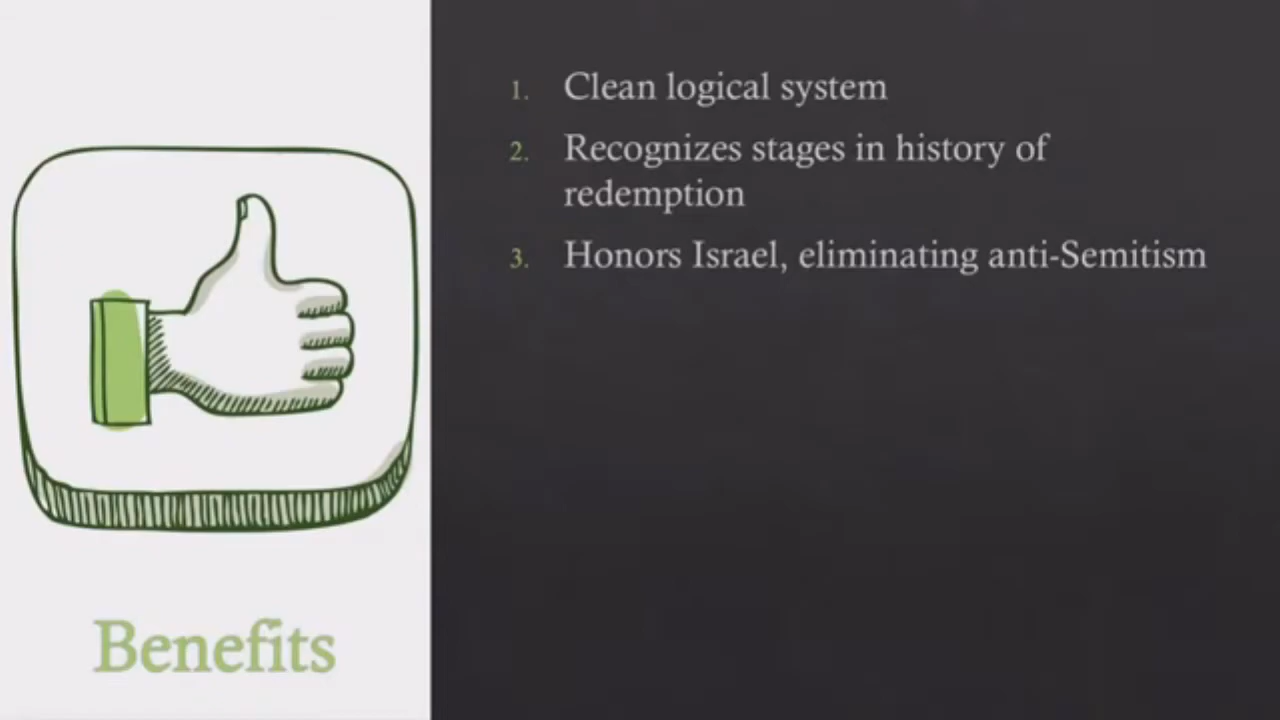 1. Clean logical system
2. Recognizes stages in history of
redemption
3. Honors Israel, eliminating anti-Semitism
Benefits